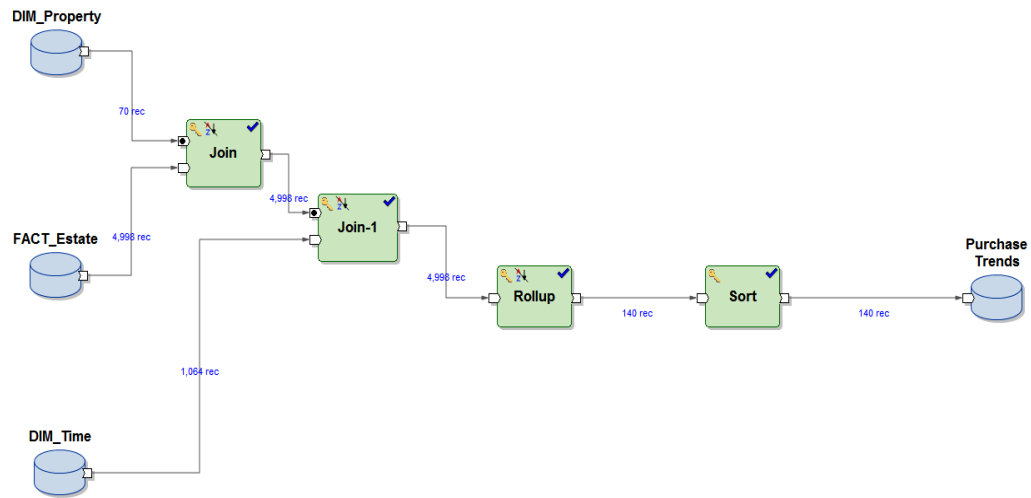 DIM_Property
70 rec
Join
4,998 rec
FACT_Estate
4,998 rec
Join-1
4,998 rec
Purchase
Trends
Rollup
Sort
140 rec
140 rec
1,064 rec
DIM_Time